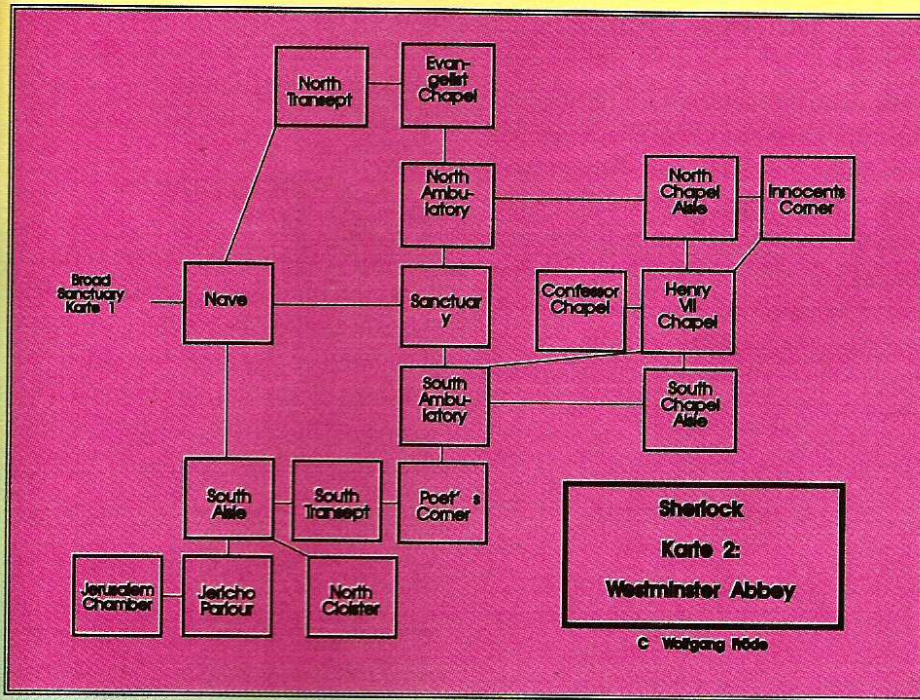 North
Transept
Evan-
gelist
Chapel
North
Ambu-
latory
North
Chapel
Aisle
Innocents
Corner
Broad
Sanctuary
Karte 1
Nave
Sanctuar
y
Confessor
Chapel
Henry
VII
Chapel
South
Ambu-
latory
South
Chapel
Aisle
South
Aisle
South
Transept
Poet' s
Corner
Jerusalem
Chamber
Jericho
Parlour
North
Cloister
Sherlock
Karte 2:
Westminster Abbey
C Wolfgang Röde